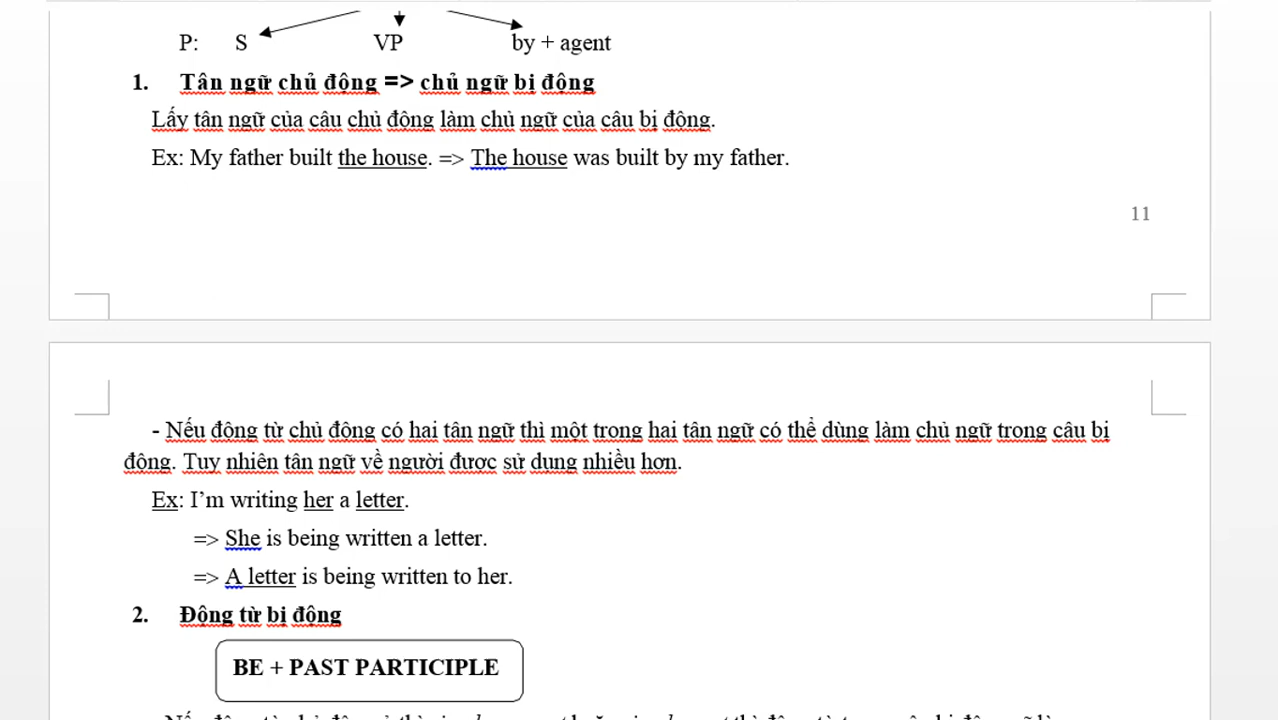 P: S VP by + agent
1. Tân ngữ chủ động => chủ ngữ bị động
Lấy tân ngữ của câu chủ động làm chủ ngữ của câu bị động.
Ex: My father built the house. => The house was built by my father.
11
- Nếu động từ chủ động có hai tân ngữ thì một trong hai tân ngữ có thể dùng làm chủ ngữ trong câu bị
động. Tuy nhiên tân ngữ về người được sử dụng nhiều hơn.
Ex: I’m writing her a letter.
=> She is being written a letter.
=> A letter is being written to her.
2. Động từ bị động
BE + PAST PARTICIPLE